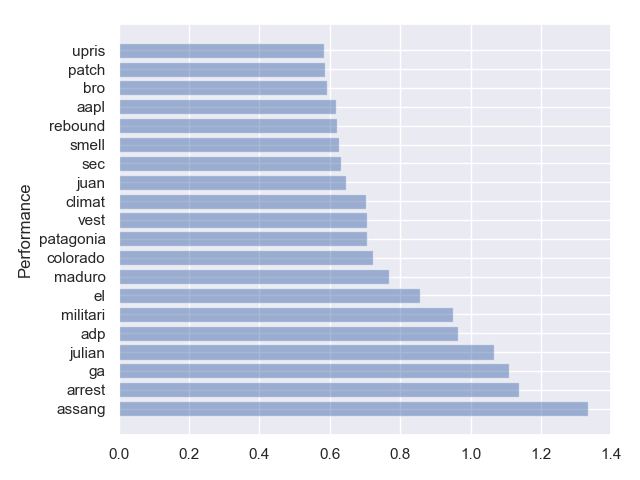 upris
patch
bro
aapl
rebound
smell
sec
juan
climat
vest
patagonia
colorado
maduro
el
militari
adp
julian
ga
arrest
assang
Performance
0.0 0.2 0.4 0.6 0.8 1.0 1.2 1.4